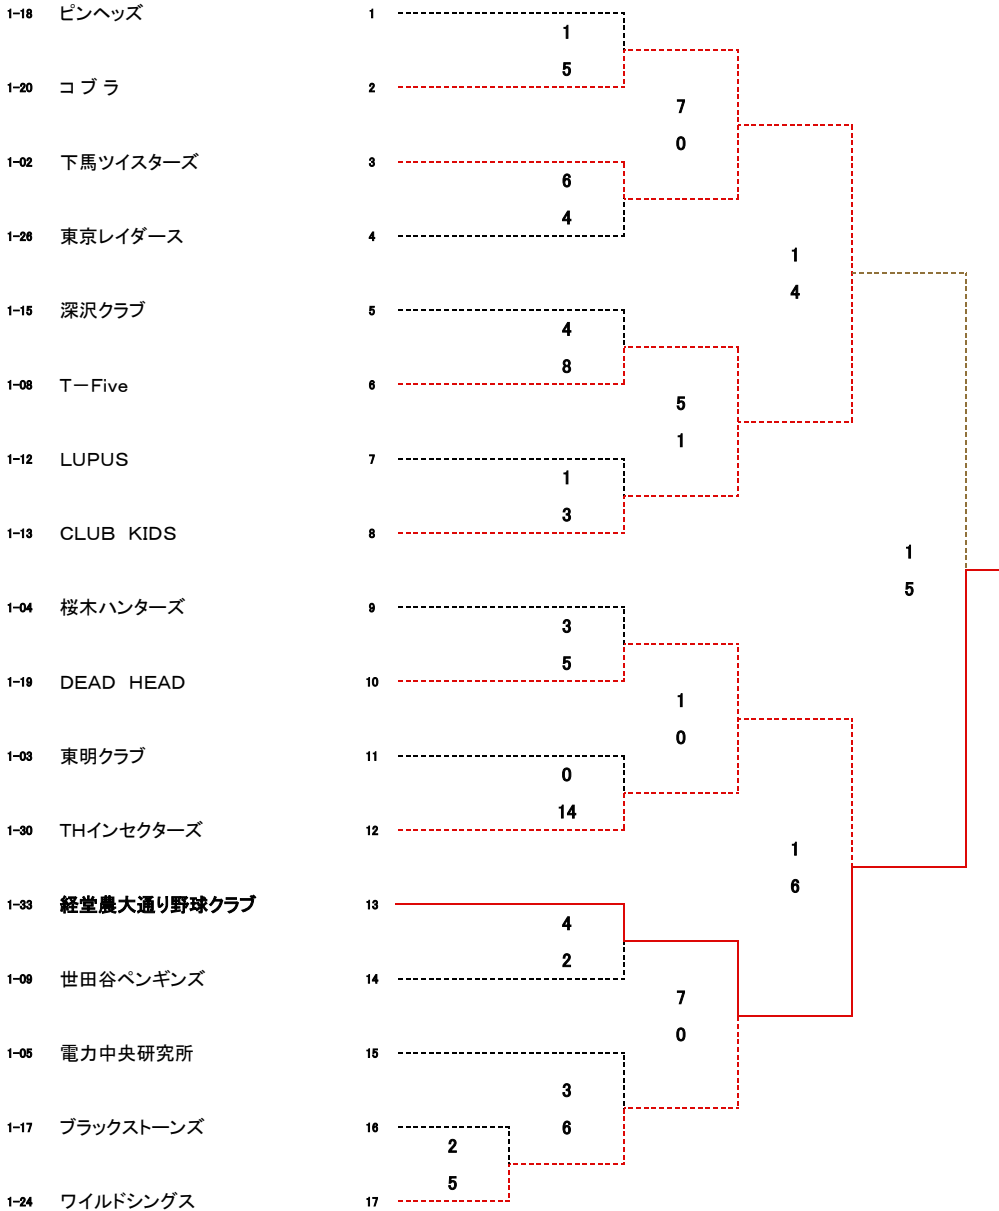 1-18 ピンヘッズ 1
1
5
1-20 コブラ 2
7
0
1-02 下馬ツイスターズ 3
6
4
1-26 東京レイダース 4
1
4
1-15 深沢クラブ 5
4
8
1-08 T－Five 6
5
1
1-12 LUPUS 7
1
3
1-13 CLUB KIDS 8
1
5
1-04 桜木ハンターズ 9
3
5
1-19 DEAD HEAD 10
1
0
1-03 東明クラブ 11
0
14
1-30 THインセクターズ 12
1
6
1-33 経堂農大通り野球クラブ 13
4
2
1-09 世田谷ペンギンズ 14
7
0
1-05 電力中央研究所 15
3
6
1-17 ブラックストーンズ 16
2
5
1-24 ワイルドシングス 17